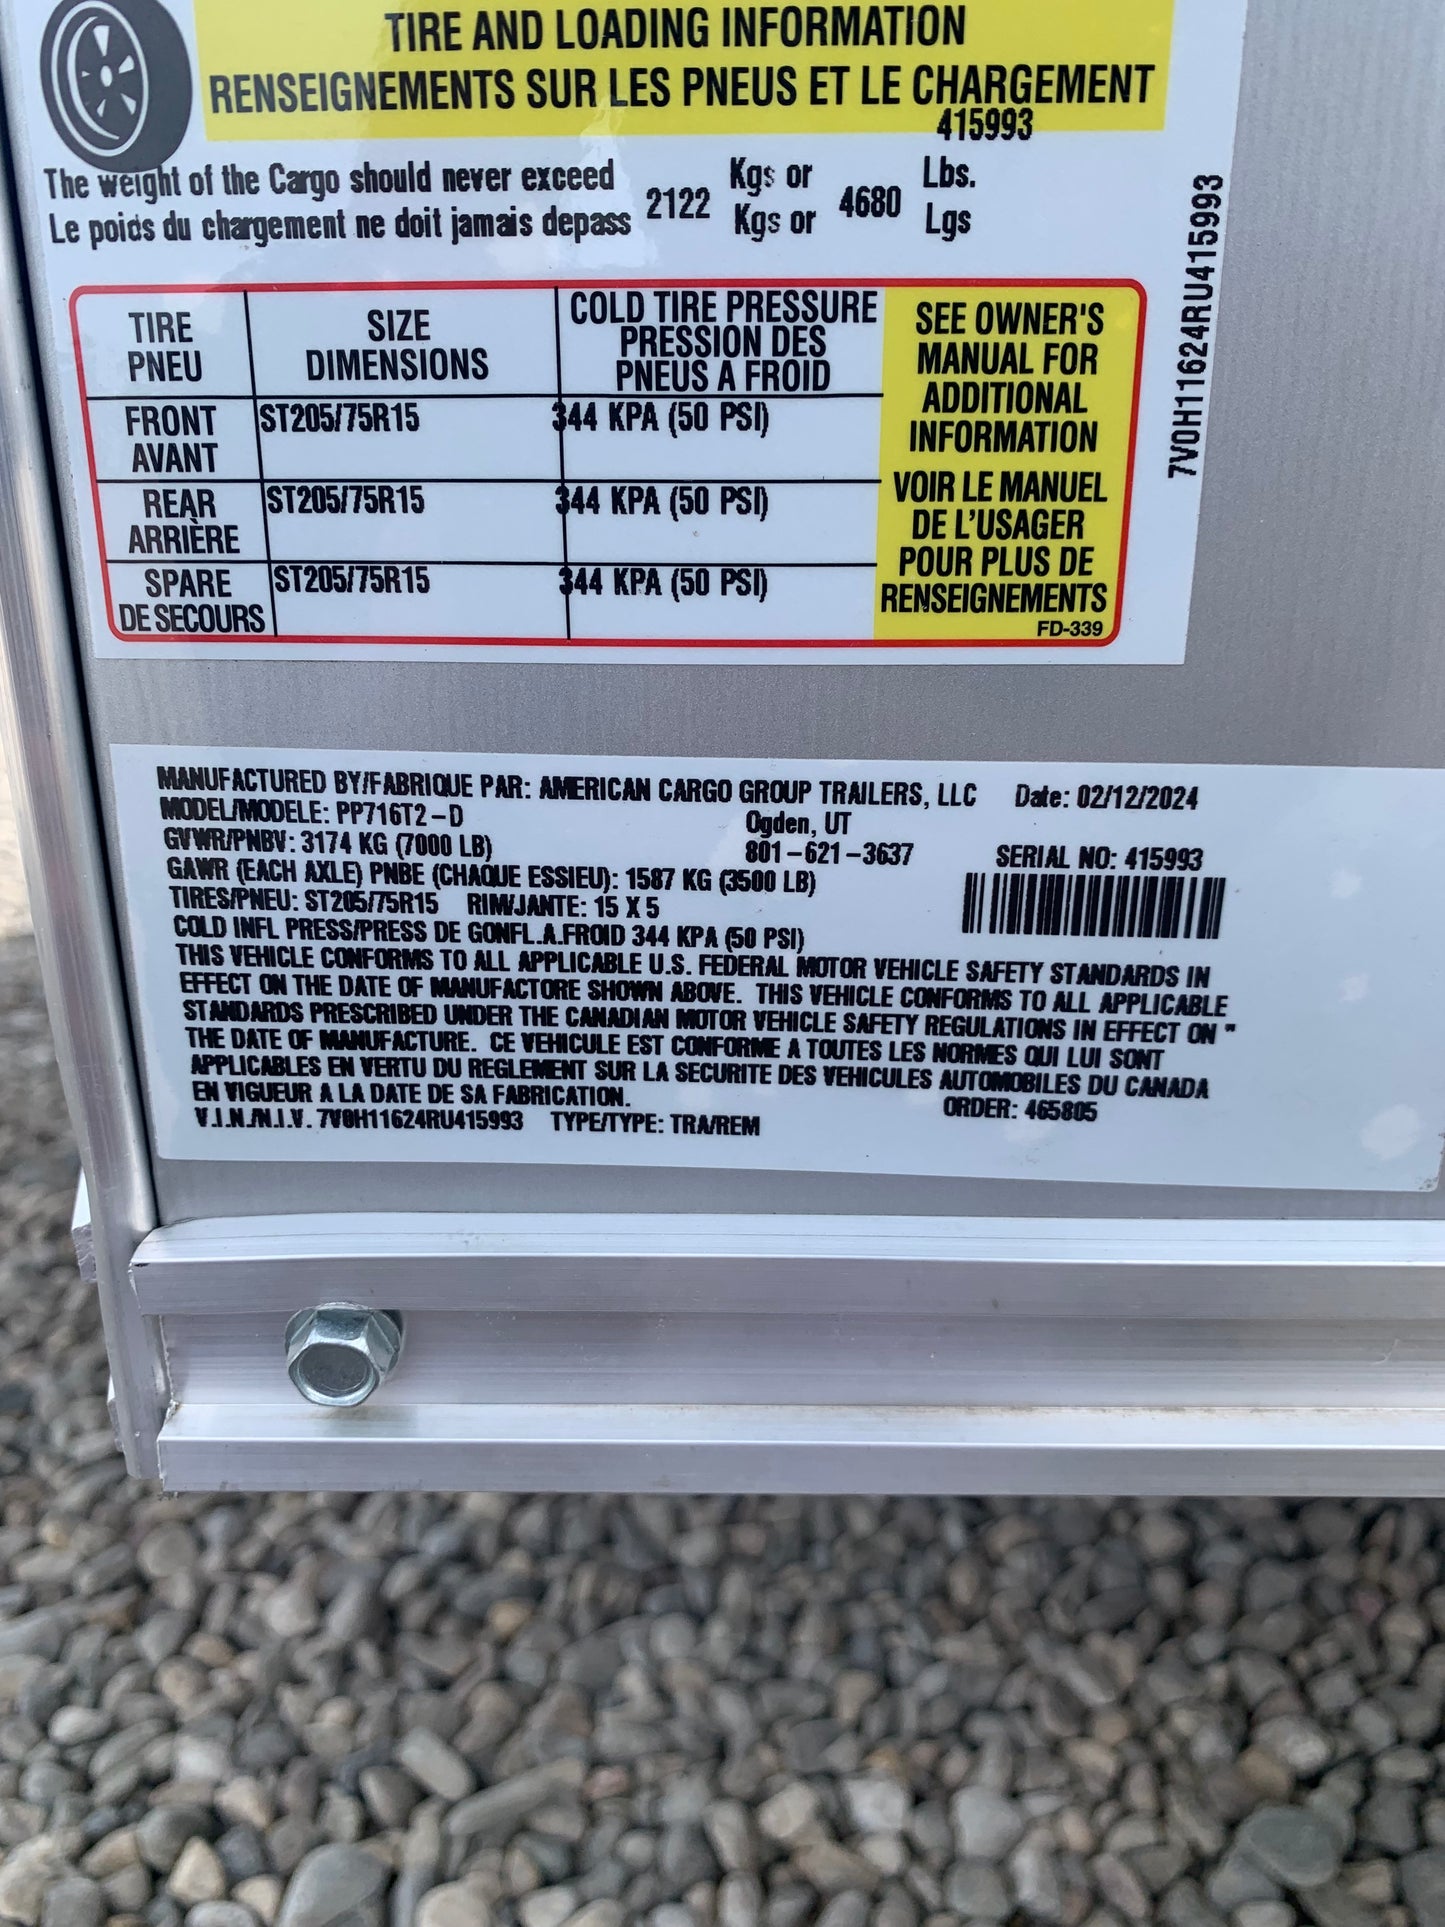 TIRE AND LOADING INFORMATION
RENSEIGNEMENTS SUR LES PNEUS ET LE CHARGEMENT
415993
The weight of the Cargo should never exceed 2122 Kgs or 4680 Lbs.
Le poids du chargement ne doit jamais depass Kgs or Lgs
TIRE SIZE COLD TIRE PRESSURE
PNEU DIMENSIONS PRESSION DES
PNEUS A FROID
FRONT ST205/75R15 344 KPA (50 PSI)
AVANT
REAR ST205/75R15 344 KPA (50 PSI)
ARRIÈRE
SPARE ST205/75R15 344 KPA (50 PSI)
DE SECOURS
SEE OWNER'S
MANUAL FOR
ADDITIONAL
INFORMATION
VOIR LE MANUEL
DE L'USAGER
POUR PLUS DE
RENSEIGNEMENTS
FD-339
7V0H11624RU415993
MANUFACTURED BY/FABRIQUE PAR: AMERICAN CARGO GROUP TRAILERS, LLC Date: 02/12/2024
MODEL/MODELE: PP716T2-D Ogden, UT
GVWR/PNBV: 3174 KG (7000 LB) 801-621-3637 SERIAL NO: 415993
GAWR (EACH AXLE) PNBE (CHAQUE ESSIEU): 1587 KG (3500 LB)
TIRES/PNEU: ST205/75R15 RIM/JANTE: 15 X 5
COLD INFL PRESS/PRESS DE GONFL.A.FROID 344 KPA (50 PSI)
THIS VEHICLE CONFORMS TO ALL APPLICABLE U.S. FEDERAL MOTOR VEHICLE SAFETY STANDARDS IN
EFFECT ON THE DATE OF MANUFACTORE SHOWN ABOVE. THIS VEHICLE CONFORMS TO ALL APPLICABLE
STANDARDS PRESCRIBED UNDER THE CANADIAN MOTOR VEHICLE SAFETY REGULATIONS IN EFFECT ON "
THE DATE OF MANUFACTURE. CE VEHICULE EST CONFORME A TOUTES LES NORMES QUI LUI SONT
APPLICABLES EN VERTU DU REGLEMENT SUR LA SECURITE DES VEHICULES AUTOMOBILES DU CANADA
EN VIGUEUR A LA DATE DE SA FABRICATION. ORDER: 465805
V.I.N./N.I.V. 7V0H11624RU415993 TYPE/TYPE: TRA/REM